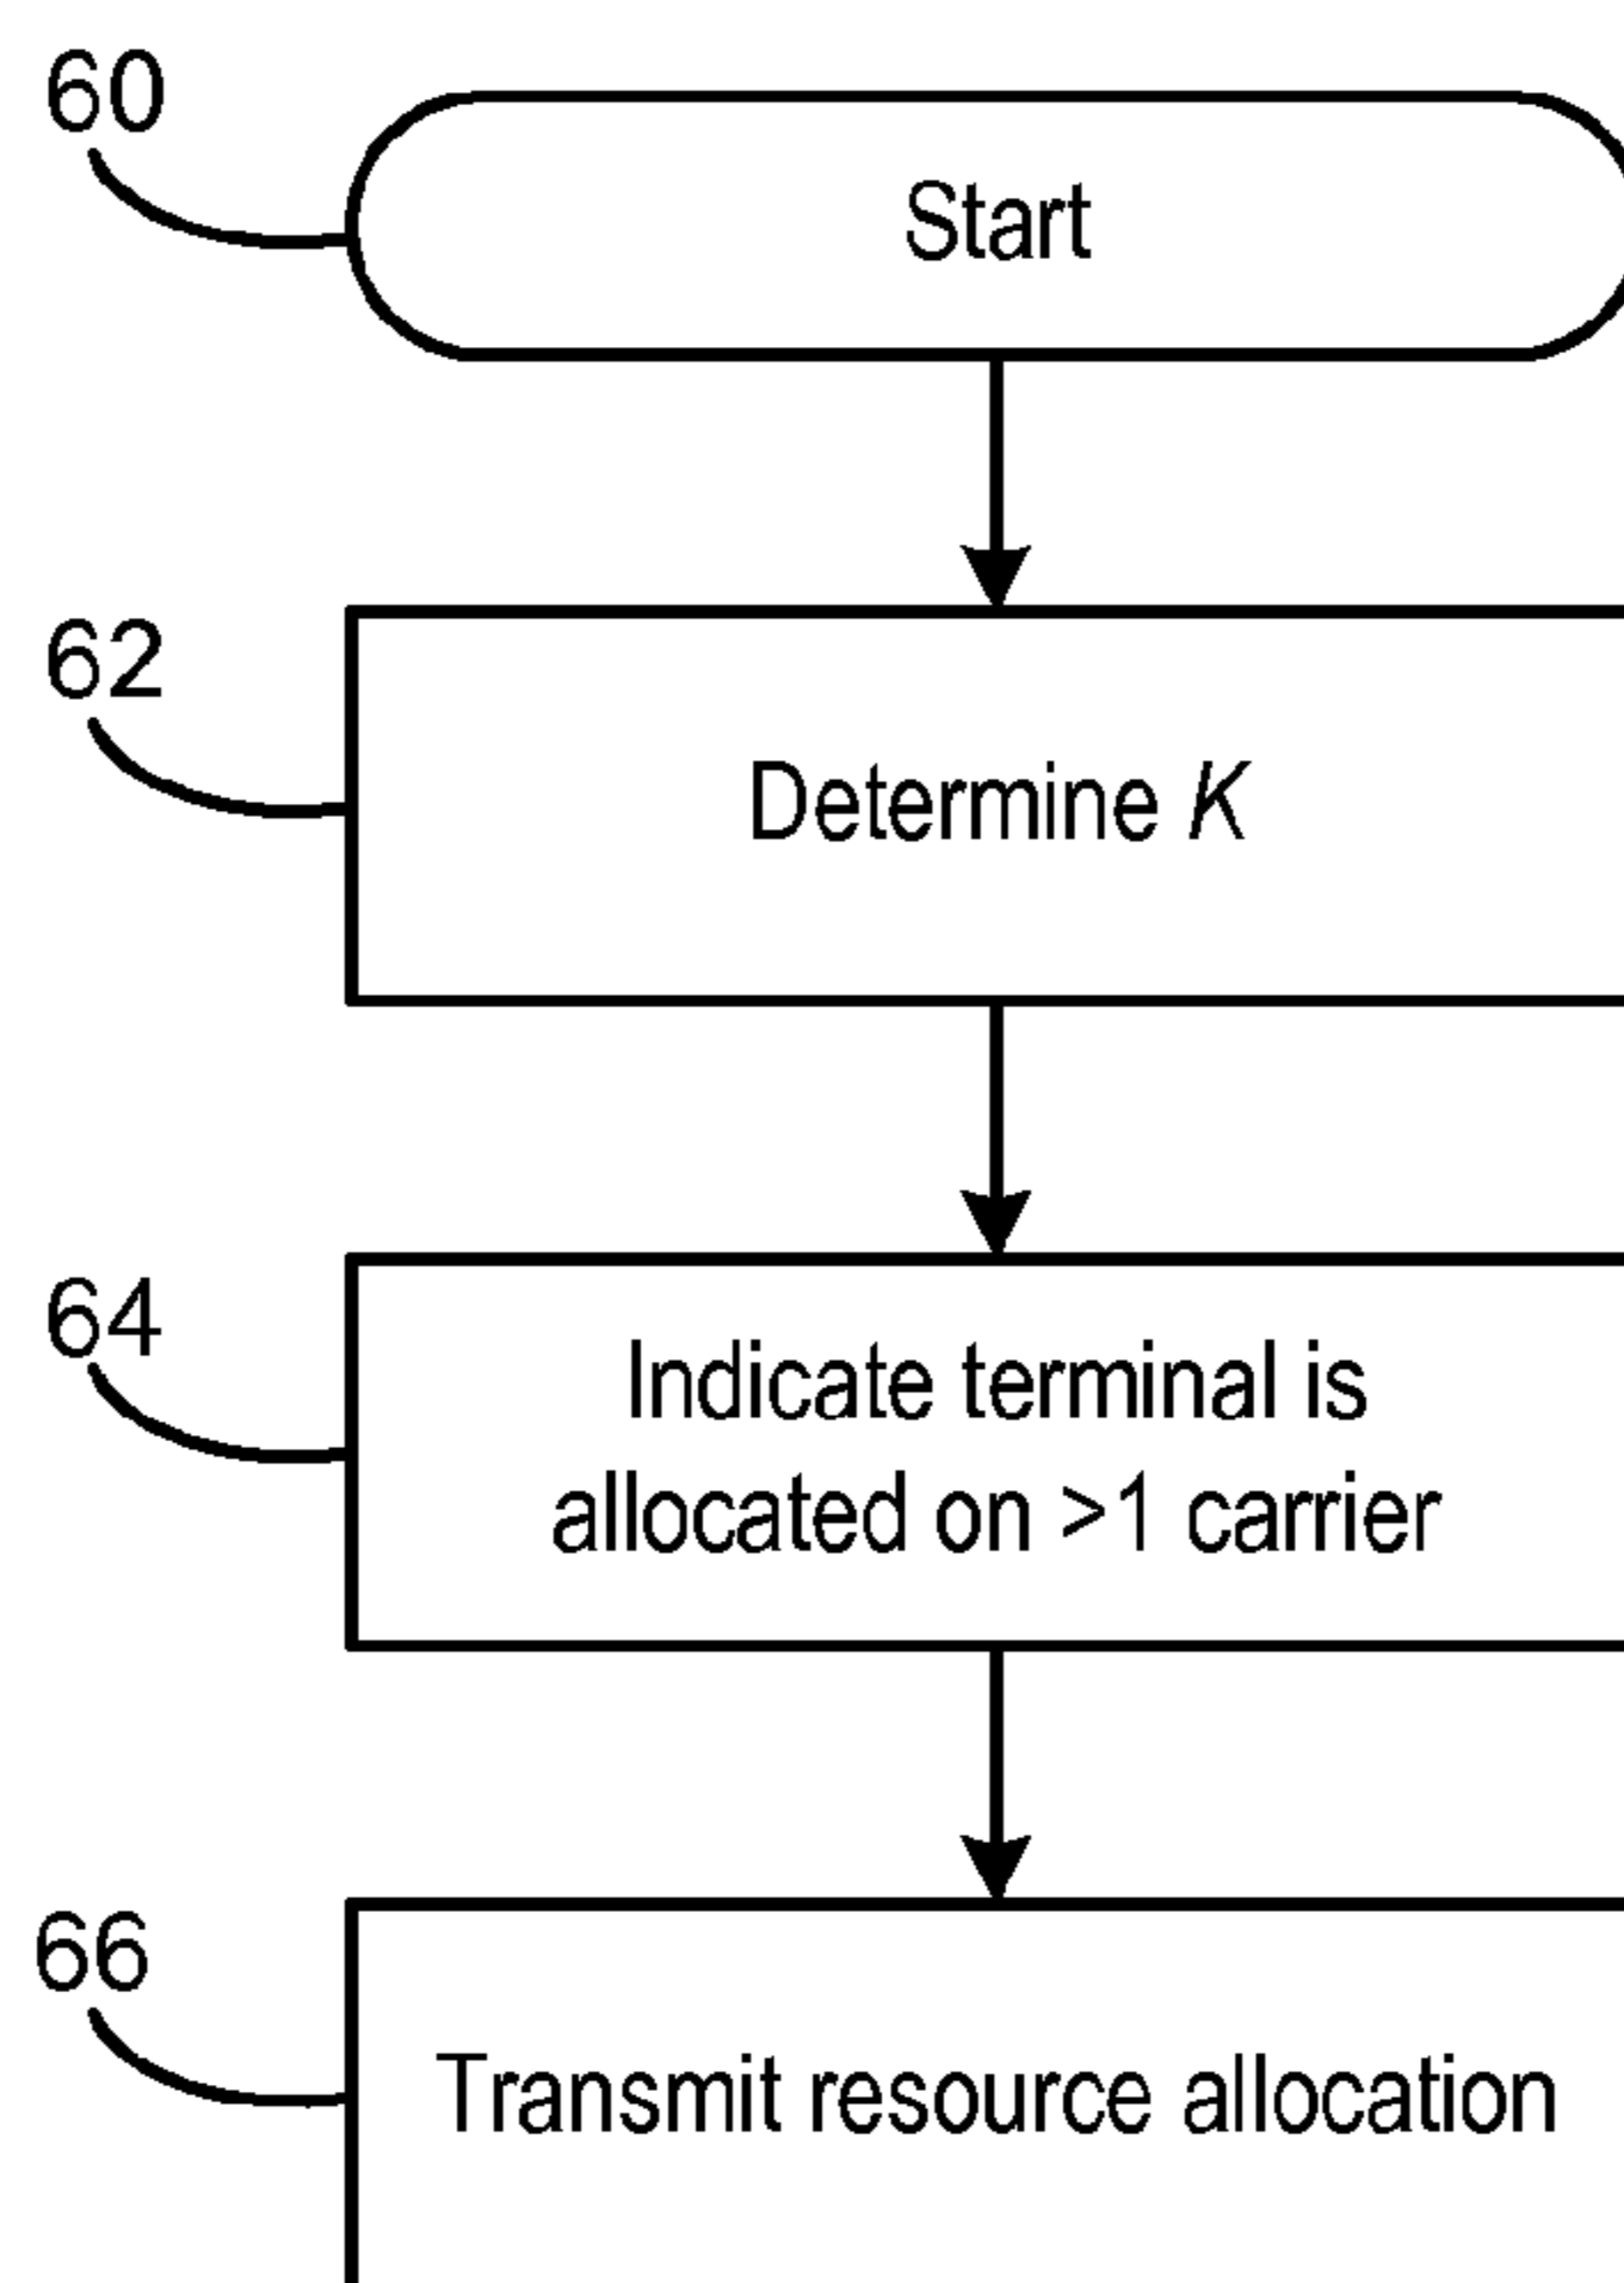 60
Start
62
Determine K
64
Indicate terminal is
allocated on >1 carrier
66
Transmit resource allocation